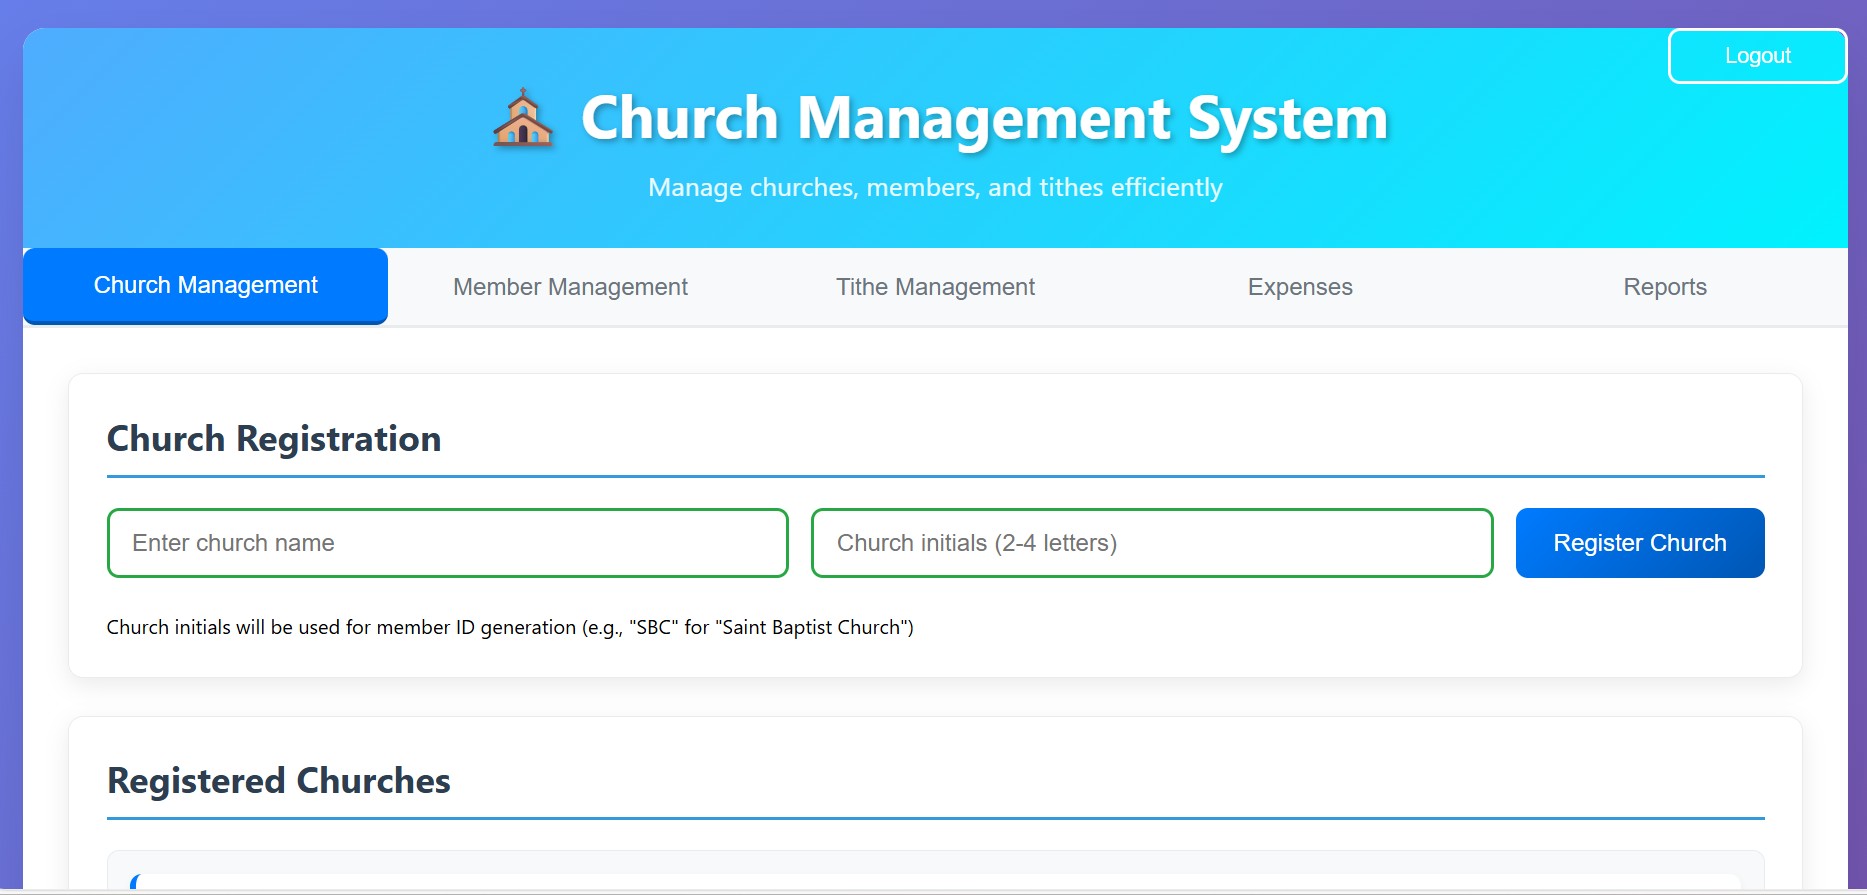 Logout
Church Management System
Manage churches, members, and tithes efficiently
Church Management
Member Management
Tithe Management
Expenses
Reports
Church Registration
Enter church name
Church initials (2-4 letters)
Register Church
Church initials will be used for member ID generation (e.g., "SBC" for "Saint Baptist Church")
Registered Churches